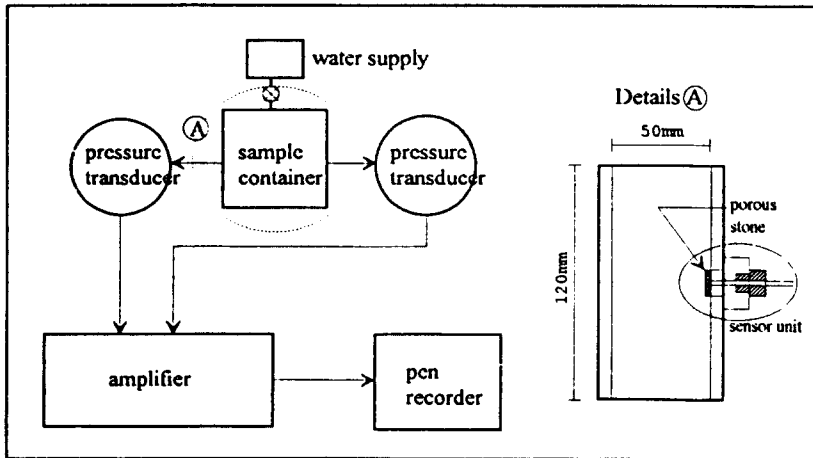 water supply
Details Ⓐ
50mm
Ⓐ
pressure
transducer
sample
container
pressure
transducer
porous
stone
120mm
sensor unit
amplifier
pen
recorder